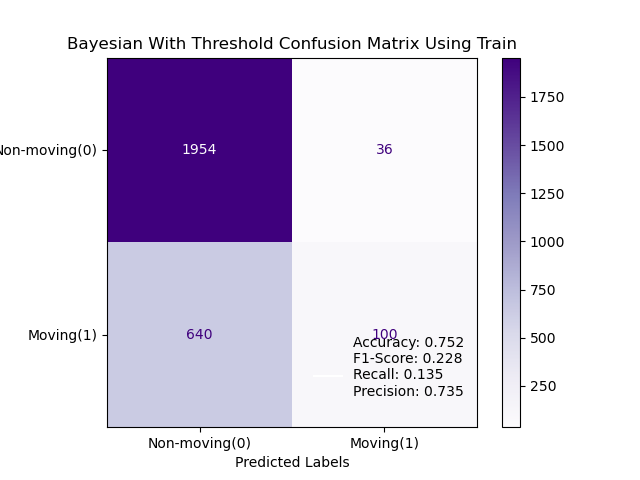 Bayesian With Threshold Confusion Matrix Using Train
Non-moving(0)
1954
36
Moving(1)
640
100
Accuracy: 0.752
F1-Score: 0.228
Recall: 0.135
Precision: 0.735
Non-moving(0)
Moving(1)
Predicted Labels
1750
1500
1250
1000
750
500
250